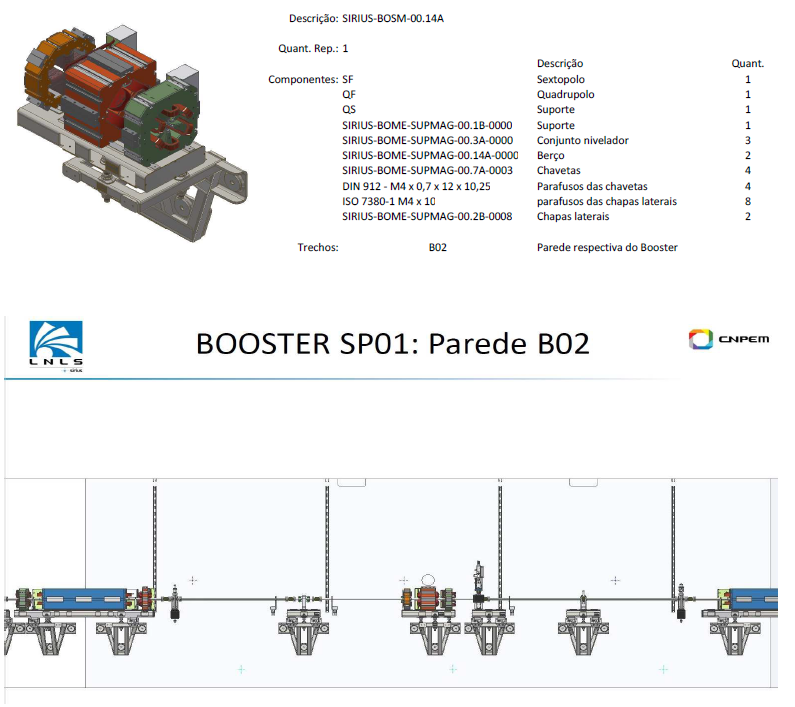 Descrição: SIRIUS-BOSM-00.14A
Quant. Rep.: 1
Descrição Quant.
Componentes: SF Sextopolo 1
QF Quadrupolo 1
QS Suporte 1
SIRIUS-BOME-SUPMAG-00.1B-0000 Suporte 1
SIRIUS-BOME-SUPMAG-00.3A-0000 Conjunto nivelador 3
SIRIUS-BOME-SUPMAG-00.14A-0000 Berço 2
SIRIUS-BOME-SUPMAG-00.7A-0003 Chavetas 4
DIN 912 - M4 x 0,7 x 12 x 10,25 Parafusos das chavetas 4
ISO 7380-1 M4 x 10 parafusos das chapas laterais 8
SIRIUS-BOME-SUPMAG-00.2B-0008 Chapas laterais 2
Trechos: B02 Parede respectiva do Booster
LNLS
sirius
BOOSTER SP01: Parede B02
CNPEM